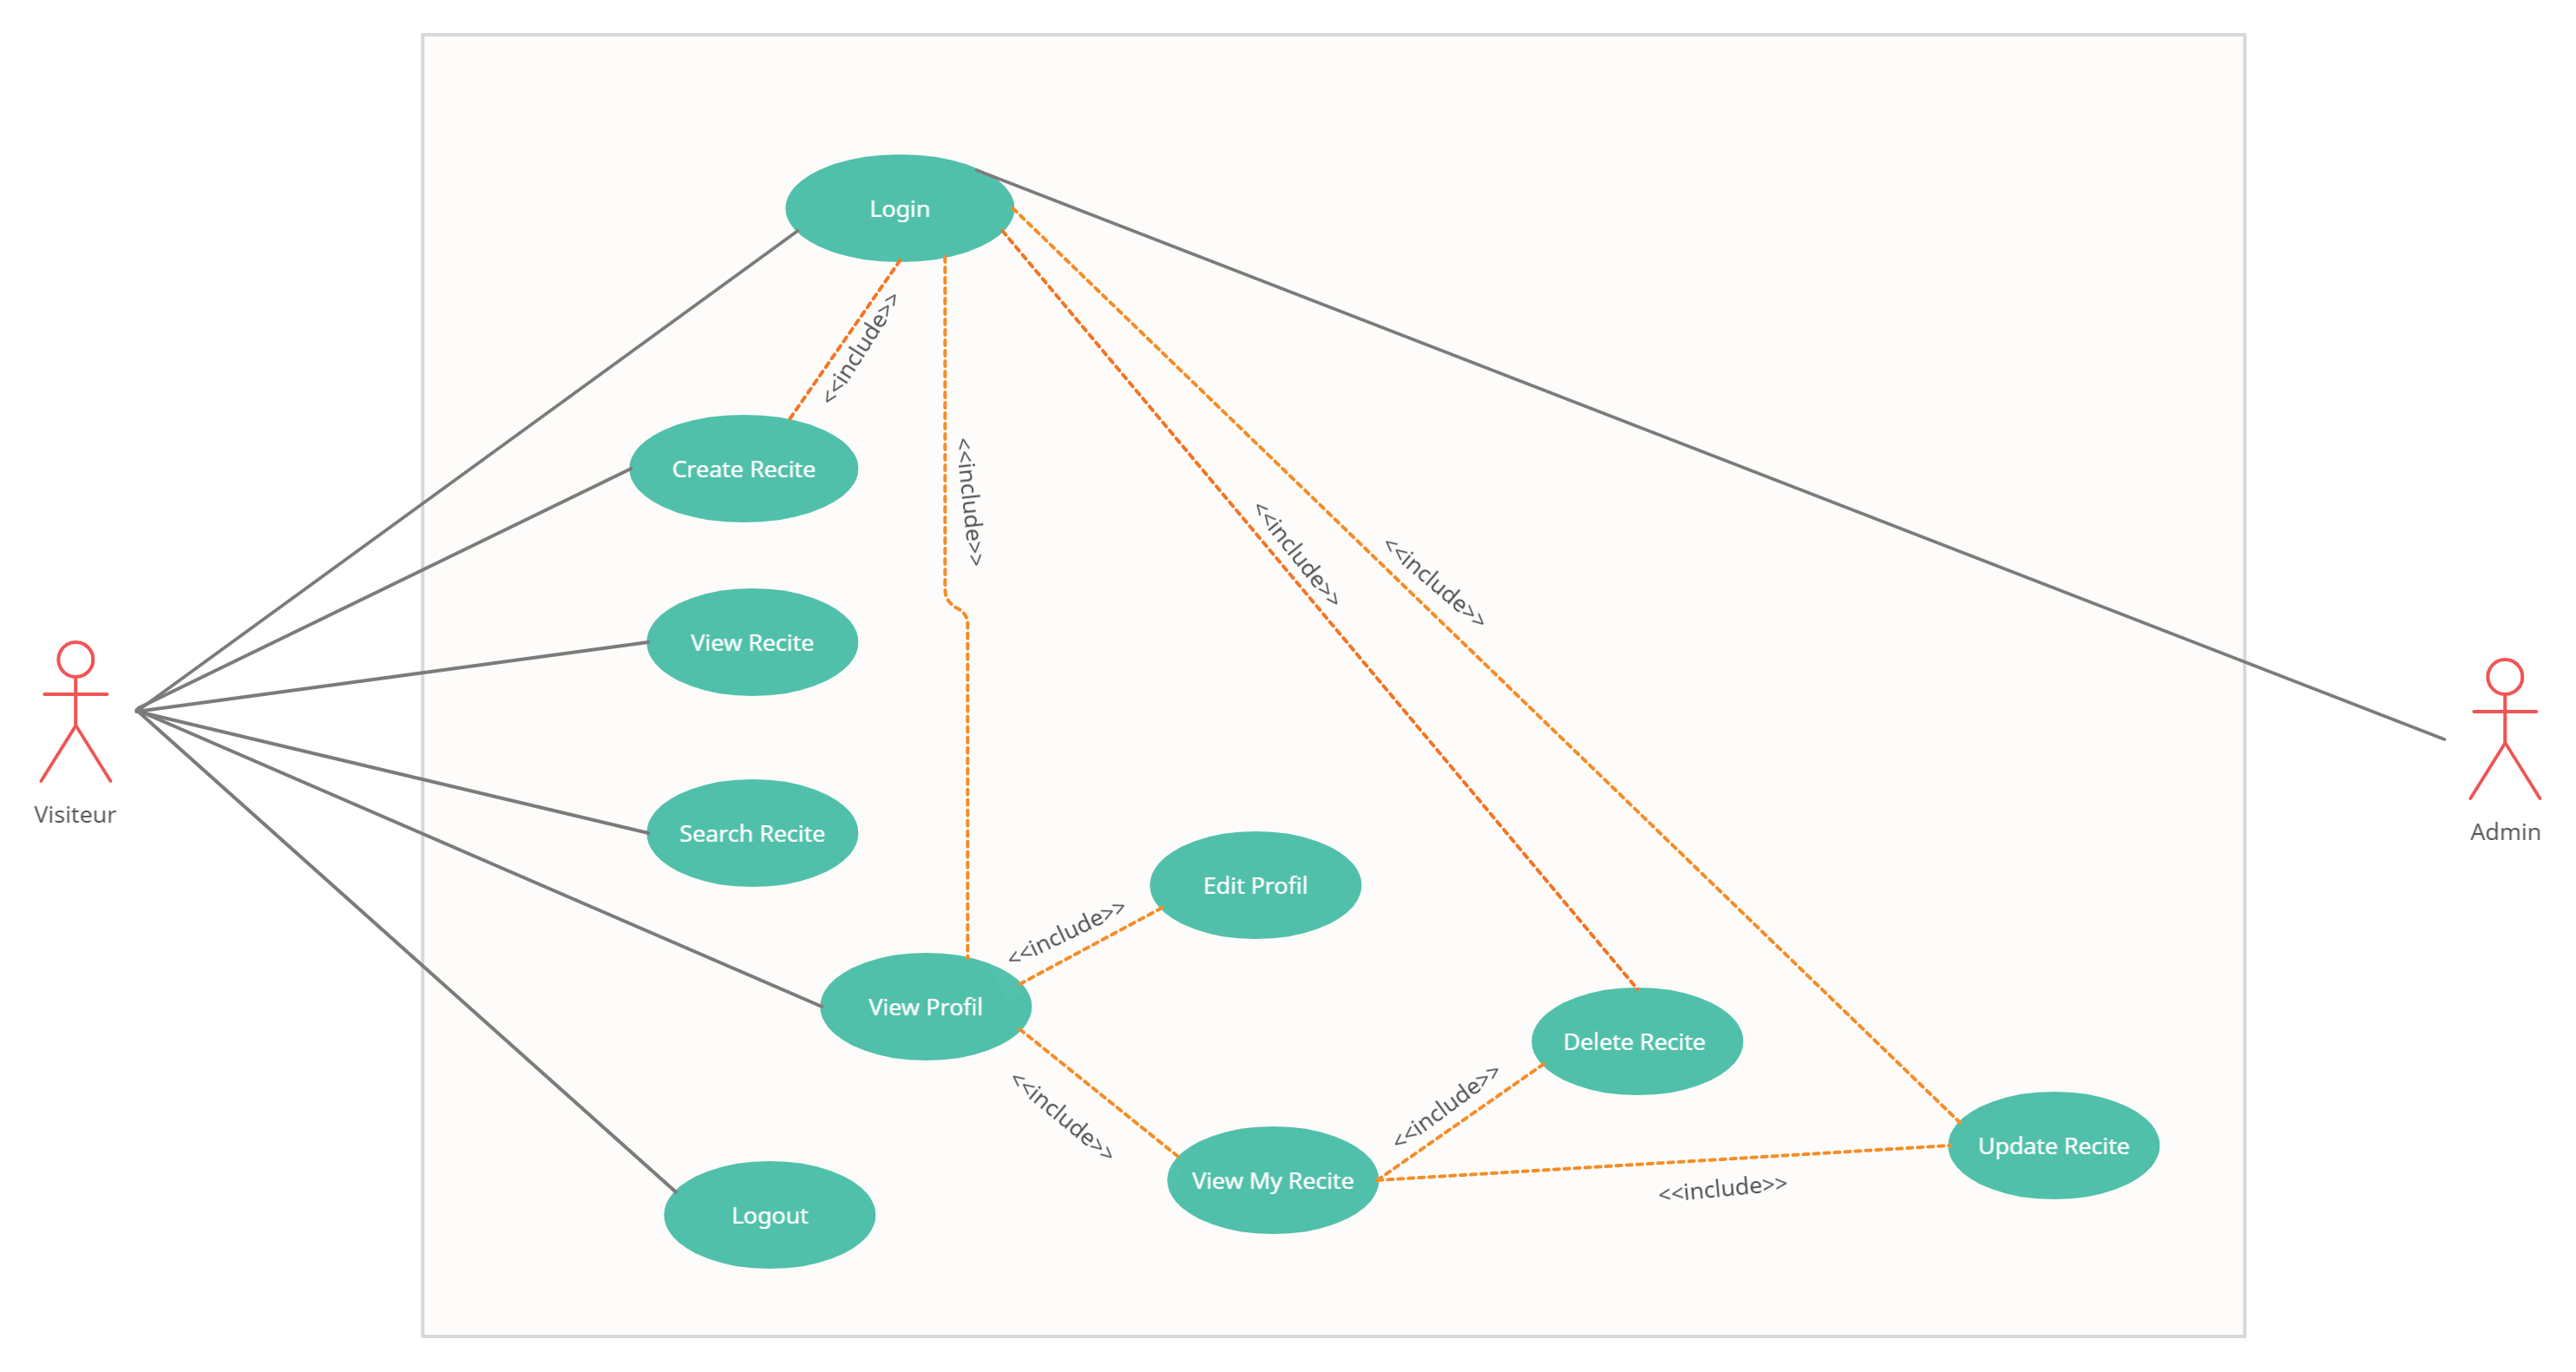 Login
<<include>>
Create Recite
<<include>>
<<include>>
<<include>>
View Recite
Visiteur
Search Recite
Admin
Edit Profil
<<include>>
View Profil
Delete Recite
<<include>>
<<include>>
Update Recite
View My Recite
<<include>>
Logout